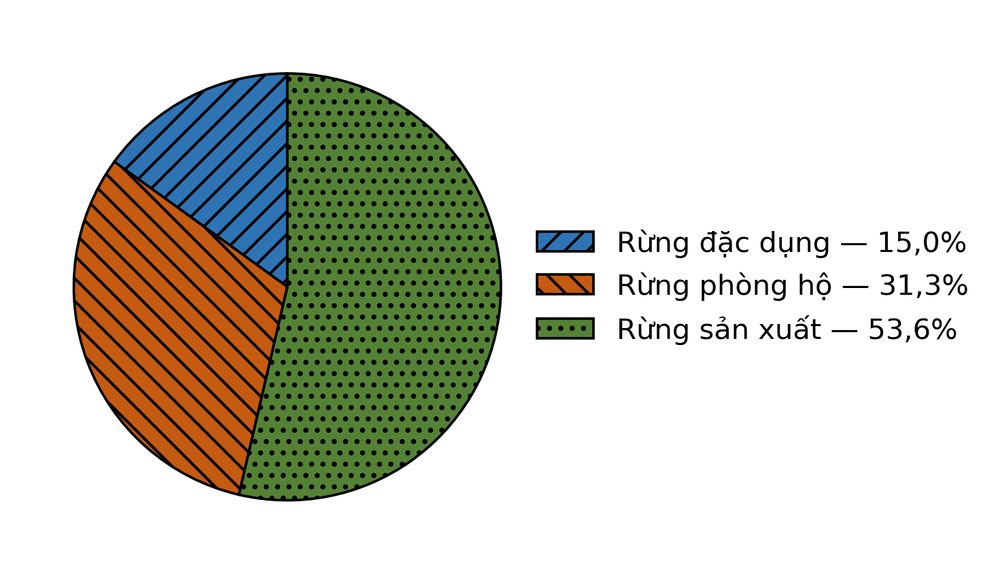 Rừng đặc dụng — 15,0%
Rừng phòng hộ — 31,3%
Rừng sản xuất — 53,6%